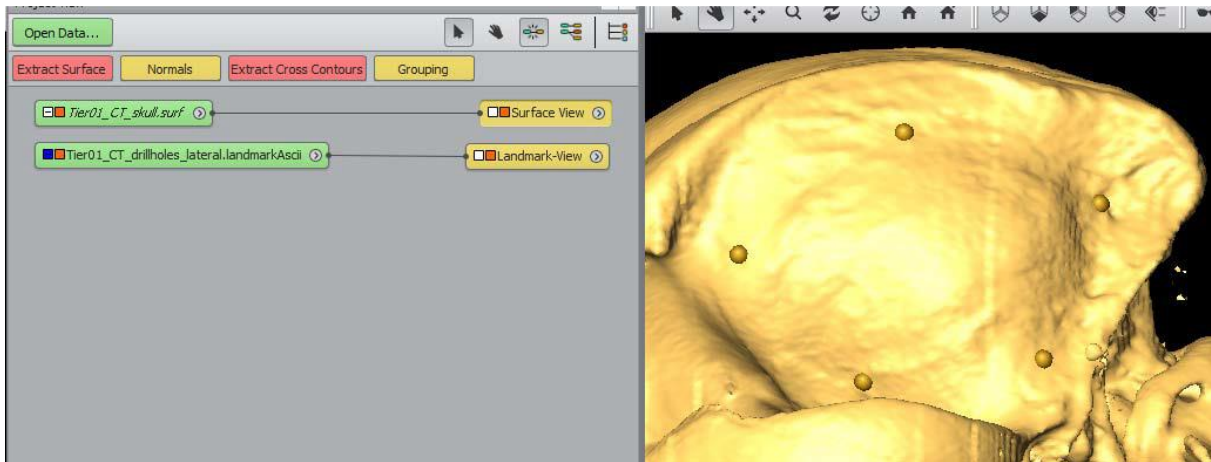 Open Data...
Extract Surface Normals Extract Cross Contours Grouping
Tier01_CT_skull.surf Surface View
Tier01_CT_drillholes_lateral.landmarkAscii Landmark-View